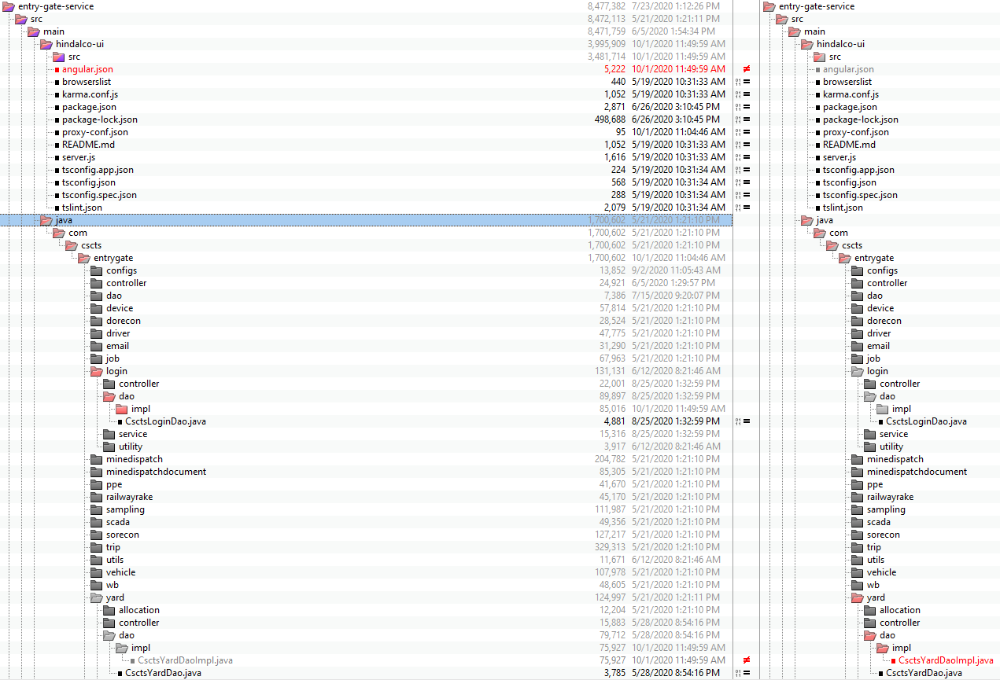 entry-gate-service 8,477,382 7/23/2020 1:12:26 PM entry-gate-service
src 8,472,113 5/21/2020 1:21:11 PM src
main 8,471,759 6/5/2020 1:54:34 PM main
hindalco-ui 3,995,909 10/1/2020 11:49:59 AM hindalco-ui
src 3,481,714 10/1/2020 11:49:59 AM src
angular.json 5,222 10/1/2020 11:49:59 AM ≠ angular.json
browserslist 440 5/19/2020 10:31:33 AM = browserslist
karma.conf.js 1,052 5/19/2020 10:31:33 AM = karma.conf.js
package.json 2,871 6/26/2020 3:10:45 PM = package.json
package-lock.json 498,688 6/26/2020 3:10:45 PM = package-lock.json
proxy-conf.json 95 10/1/2020 11:04:46 AM = proxy-conf.json
README.md 1,052 5/19/2020 10:31:33 AM = README.md
server.js 1,616 5/19/2020 10:31:33 AM = server.js
tsconfig.app.json 224 5/19/2020 10:31:34 AM = tsconfig.app.json
tsconfig.json 568 5/19/2020 10:31:34 AM = tsconfig.json
tsconfig.spec.json 288 5/19/2020 10:31:34 AM = tsconfig.spec.json
tslint.json 2,079 5/19/2020 10:31:34 AM = tslint.json
java 1,700,602 5/21/2020 1:21:10 PM java
com 1,700,602 5/21/2020 1:21:10 PM com
cscts 1,700,602 5/21/2020 1:21:10 PM cscts
entrygate 1,700,602 10/1/2020 11:04:46 AM entrygate
configs 13,852 9/2/2020 11:05:43 AM configs
controller 24,921 6/5/2020 1:29:57 PM controller
dao 7,386 7/15/2020 9:20:07 PM dao
device 57,814 5/21/2020 1:21:10 PM device
dorecon 28,524 5/21/2020 1:21:10 PM dorecon
driver 47,775 5/21/2020 1:21:10 PM driver
email 31,290 5/21/2020 1:21:10 PM email
job 67,963 5/21/2020 1:21:10 PM job
login 131,131 6/12/2020 8:21:46 AM login
controller 22,001 8/25/2020 1:32:59 PM controller
dao 89,897 8/25/2020 1:32:59 PM dao
impl 85,016 10/1/2020 11:49:59 AM impl
CsctsLoginDao.java 4,881 8/25/2020 1:32:59 PM = CsctsLoginDao.java
service 15,316 8/25/2020 1:32:59 PM service
utility 3,917 6/12/2020 8:21:46 AM utility
minedispatch 204,782 5/21/2020 1:21:10 PM minedispatch
minedispatchdocument 85,305 5/21/2020 1:21:10 PM minedispatchdocument
ppe 41,670 5/21/2020 1:21:10 PM ppe
railwayrake 45,170 5/21/2020 1:21:10 PM railwayrake
sampling 111,987 5/21/2020 1:21:10 PM sampling
scada 49,356 5/21/2020 1:21:10 PM scada
sorecon 127,217 5/21/2020 1:21:10 PM sorecon
trip 329,313 5/21/2020 1:21:10 PM trip
utils 11,671 6/12/2020 8:21:46 AM utils
vehicle 107,978 5/21/2020 1:21:10 PM vehicle
wb 48,605 5/21/2020 1:21:10 PM wb
yard 124,997 5/21/2020 1:21:11 PM yard
allocation 12,204 5/21/2020 1:21:10 PM allocation
controller 15,883 5/28/2020 8:54:16 PM controller
dao 79,712 5/28/2020 8:54:16 PM dao
impl 75,927 10/1/2020 11:49:59 AM impl
CsctsYardDaoImpl.java 75,927 10/1/2020 11:49:59 AM ≠ CsctsYardDaoImpl.java
CsctsYardDao.java 3,785 5/28/2020 8:54:16 PM = CsctsYardDao.java